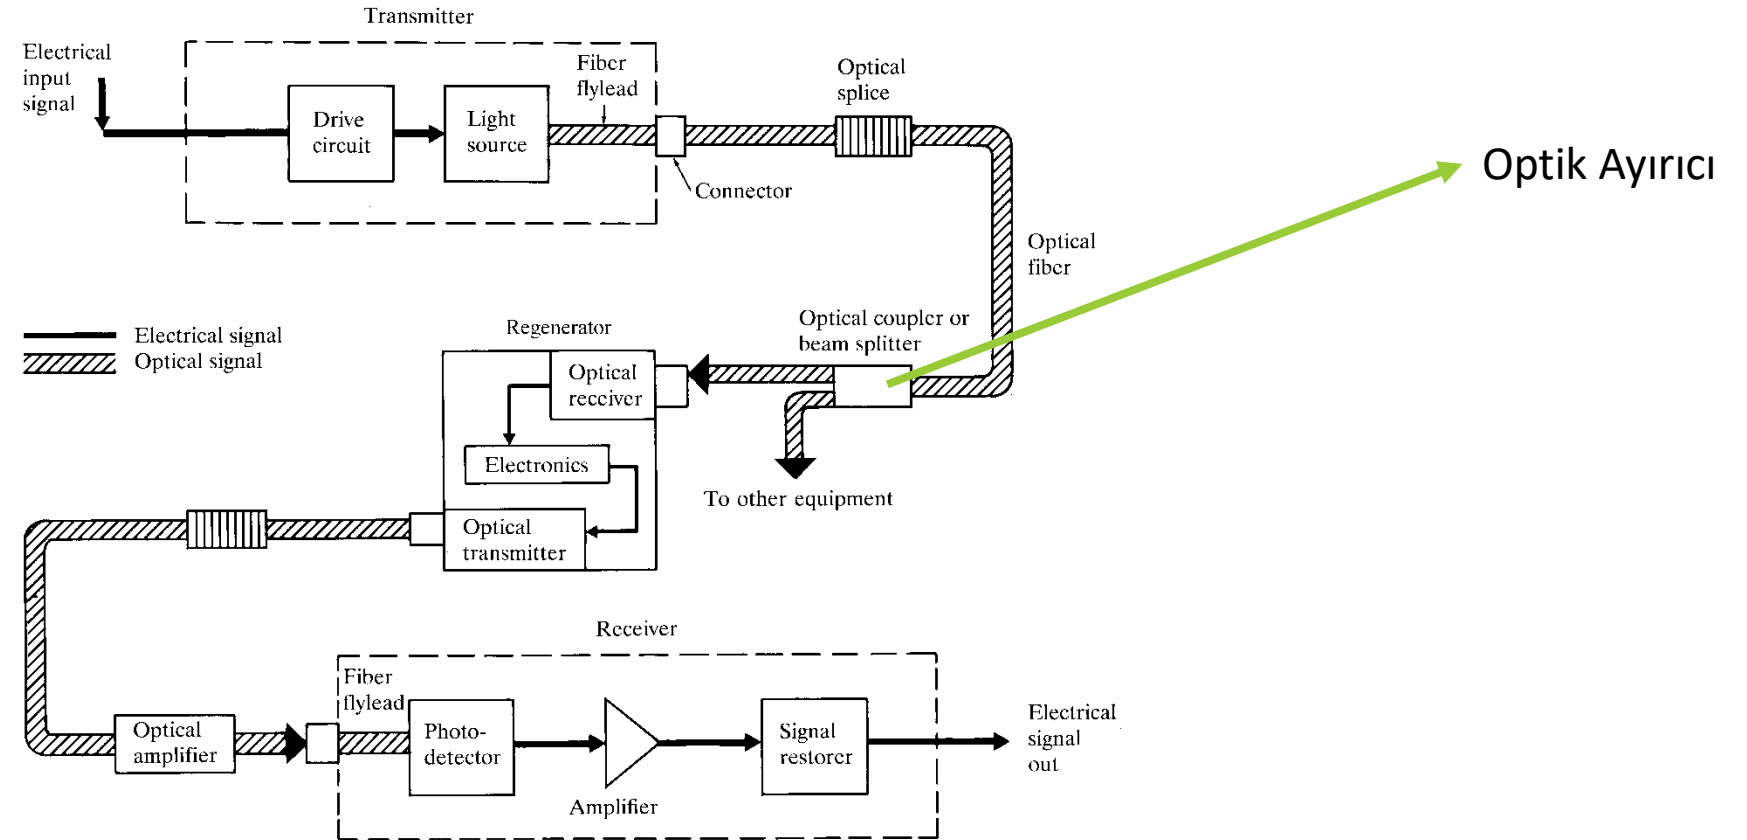 Transmitter
Electrical
input
signal
Drive
circuit
Light
source
Fiber
flylead
Connector
Optical
splice
Optik Ayırıcı
Optical
fiber
Electrical signal
Optical signal
Regenerator
Optical
receiver
Electronics
Optical
transmitter
Optical coupler or
beam splitter
To other equipment
Receiver
Optical
amplifier
Fiber
flylead
Photo-
detector
Amplifier
Signal
restorer
Electrical
signal
out